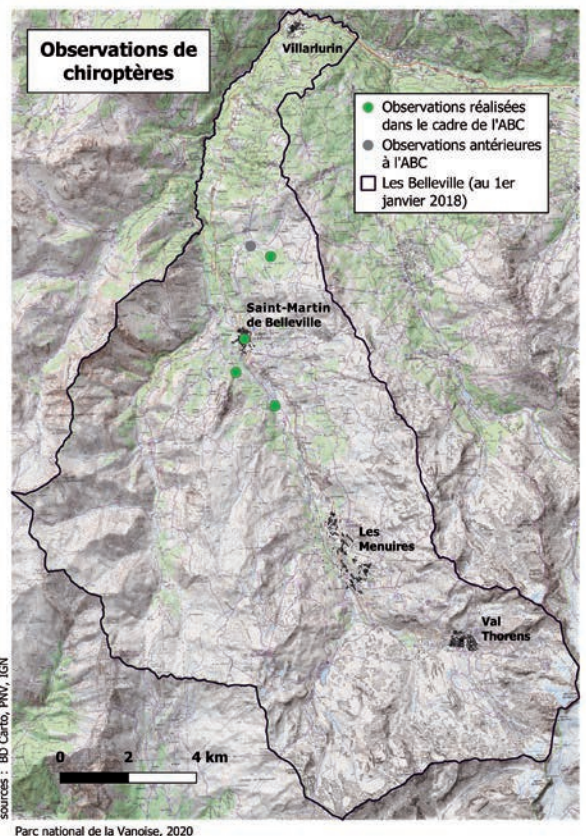 Observations de
chiroptères
Villarlurin
Observations réalisées
dans le cadre de l'ABC
Observations antérieures
à l'ABC
Les Belleville (au 1er
janvier 2018)
Saint-Martin
de Belleville
Les
Menuires
Val
Thorens
0 2 4 km
sources : BD Carto, PNV, IGN
Parc national de la Vanoise, 2020